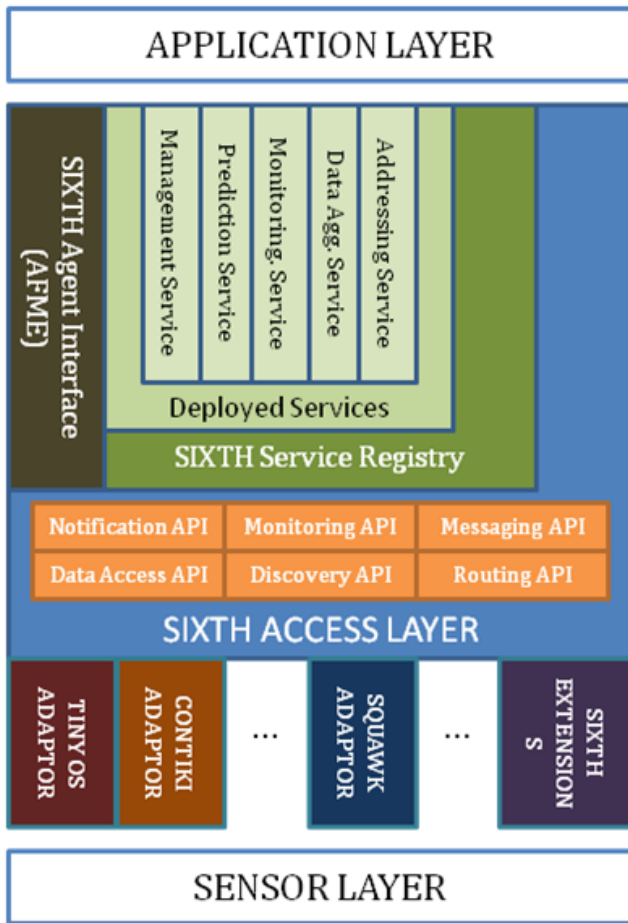 APPLICATION LAYER
SIXTH Agent Interface
(AFME)
Management Service
Prediction Service
Monitoring. Service
Data Agg. Service
Addressing Service
Deployed Services
SIXTH Service Registry
Notification API
Monitoring API
Messaging API
Data Access API
Discovery API
Routing API
SIXTH ACCESS LAYER
TINY OS
ADAPTOR
CONTIKI
ADAPTOR
...
SQUAWK
ADAPTOR
...
SIXTH
EXTENSION
S
SENSOR LAYER